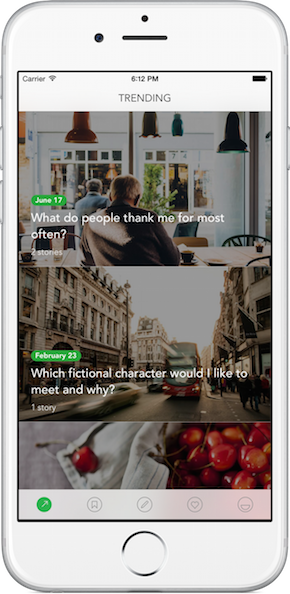 Carrier 6:12 PM
TRENDING
June 17
What do people thank me for most
often?
2 stories
February 23
Which fictional character would I like to
meet and why?
1 story